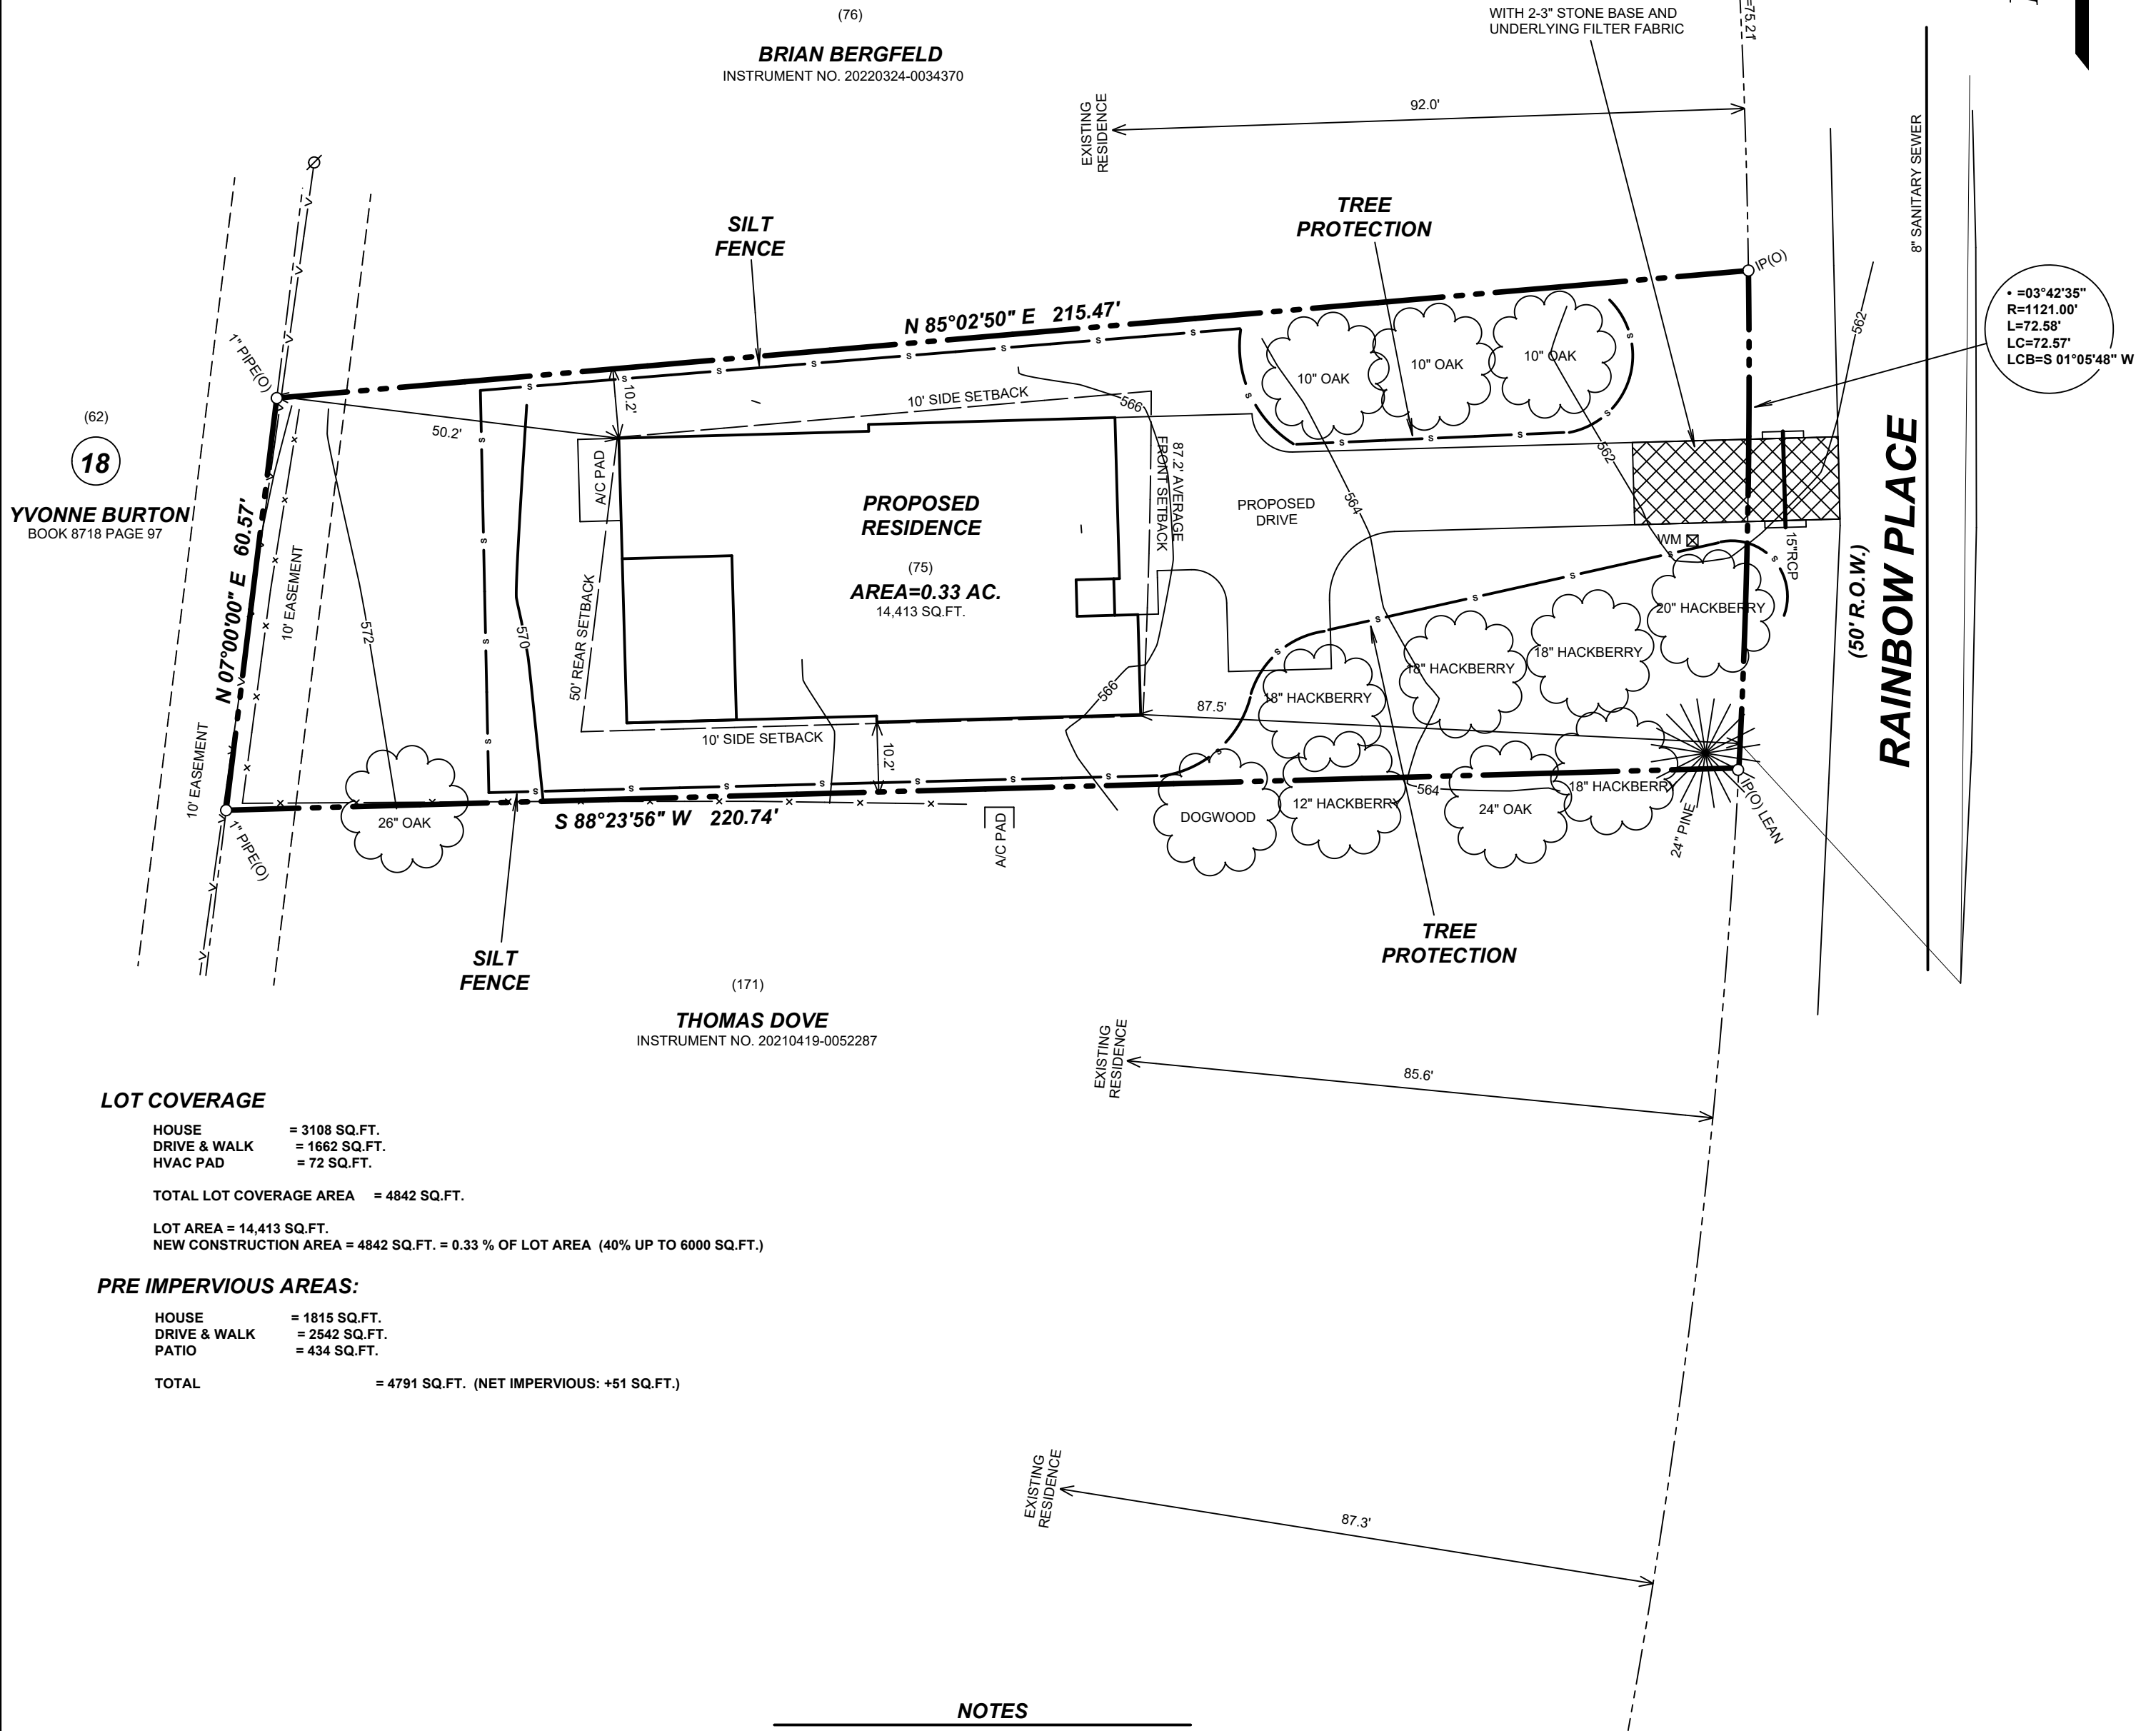 (76)
BRIAN BERGFELD
INSTRUMENT NO. 20220324-0034370
WITH 2-3" STONE BASE AND
UNDERLYING FILTER FABRIC
=75.21'
92.0'
EXISTING
RESIDENCE
8" SANITARY SEWER
TREE
PROTECTION
SILT
FENCE
IP(O)
• =03°42'35"
R=1121.00'
L=72.58'
LC=72.57'
LCB=S 01°05'48" W
562
N 85°02'50" E 215.47'
1" PIPE(O)
10" OAK
10" OAK
10" OAK
10' SIDE SETBACK
566
10.2'
50.2'
(62)
18
YVONNE BURTON
BOOK 8718 PAGE 97
N 07°00'00" E 60.57'
10' EASEMENT
10' EASEMENT
572
570
A/C PAD
50' REAR SETBACK
PROPOSED
RESIDENCE
(75)
AREA=0.33 AC.
14,413 SQ.FT.
87.2' AVERAGE
FRONT SETBACK
PROPOSED
DRIVE
564
562
WM
15"RCP
RAINBOW PLACE
(50' R.O.W.)
20" HACKBERRY
18" HACKBERRY
18" HACKBERRY
18" HACKBERRY
566
87.5'
10' SIDE SETBACK
10.2'
18" HACKBERRY
564
24" OAK
12" HACKBERRY
DOGWOOD
24" PINE
IP(O) LEAN
26" OAK
1" PIPE(O)
S 88°23'56" W 220.74'
A/C PAD
SILT
FENCE
TREE
PROTECTION
(171)
THOMAS DOVE
INSTRUMENT NO. 20210419-0052287
EXISTING
RESIDENCE
85.6'
LOT COVERAGE
HOUSE = 3108 SQ.FT.
DRIVE & WALK = 1662 SQ.FT.
HVAC PAD = 72 SQ.FT.
TOTAL LOT COVERAGE AREA = 4842 SQ.FT.
LOT AREA = 14,413 SQ.FT.
NEW CONSTRUCTION AREA = 4842 SQ.FT. = 0.33 % OF LOT AREA (40% UP TO 6000 SQ.FT.)
PRE IMPERVIOUS AREAS:
HOUSE = 1815 SQ.FT.
DRIVE & WALK = 2542 SQ.FT.
PATIO = 434 SQ.FT.
TOTAL = 4791 SQ.FT. (NET IMPERVIOUS: +51 SQ.FT.)
EXISTING
RESIDENCE
87.3'
NOTES